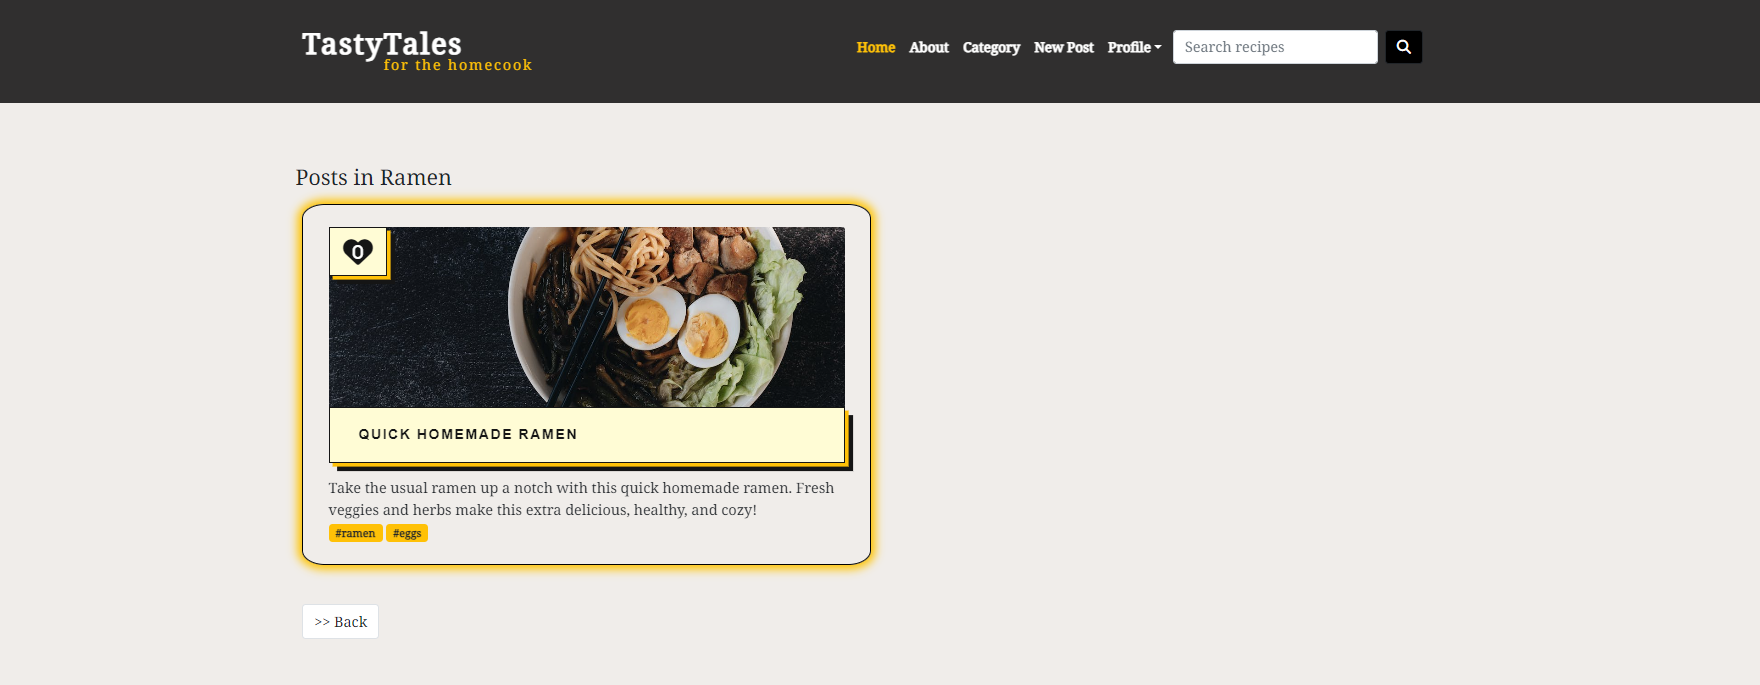 TastyTales
for the homecook
Home About Category New Post Profile Search recipes
Posts in Ramen
0
QUICK HOMEMADE RAMEN
Take the usual ramen up a notch with this quick homemade ramen. Fresh
veggies and herbs make this extra delicious, healthy, and cozy!
#ramen #eggs
>> Back